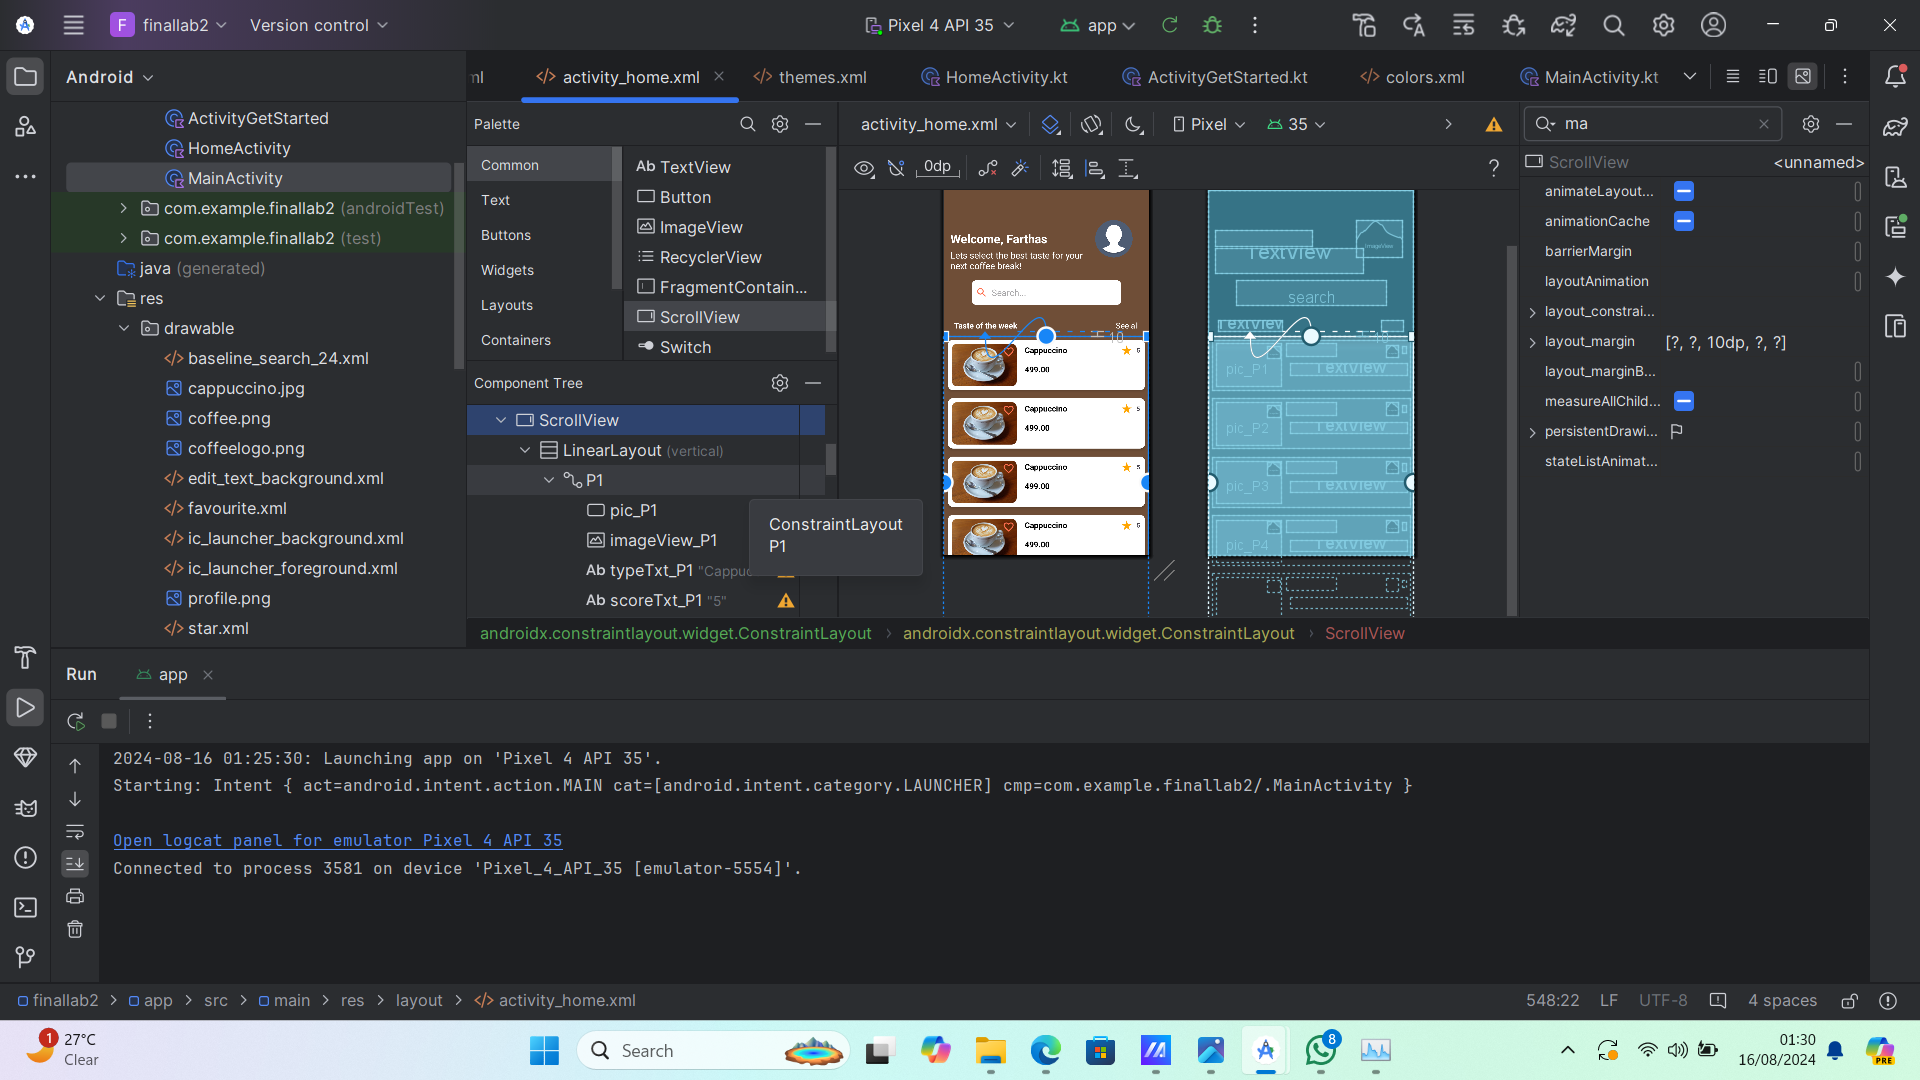 F finallab2
Version control
Pixel 4 API 35
app
Android
activity_home.xml
themes.xml
HomeActivity.kt
ActivityGetStarted.kt
colors.xml
MainActivity.kt
ActivityGetStarted
HomeActivity
MainActivity
com.example.finallab2 (androidTest)
com.example.finallab2 (test)
java (generated)
res
drawable
baseline_search_24.xml
cappuccino.jpg
coffee.png
coffeelogo.png
edit_text_background.xml
favourite.xml
ic_launcher_background.xml
ic_launcher_foreground.xml
profile.png
star.xml
Palette
Common
Text
Buttons
Widgets
Layouts
Containers
Ab TextView
Button
ImageView
RecyclerView
FragmentContain...
ScrollView
Switch
Component Tree
ScrollView
LinearLayout (vertical)
P1
pic_P1
imageView_P1
Ab typeTxt_P1 "Cappuc
Ab scoreTxt_P1 "5"
ConstraintLayout
P1
activity_home.xml
Pixel
35
0dp
?
Welcome, Farthas
Lets select the best taste for your
next coffee break!
Search...
Taste of the week
See al
10
Cappuccino
5
499.00
Cappuccino
5
499.00
Cappuccino
5
499.00
Cappuccino
5
499.00
ImageView
TextView
search
TextView
10
pic_P1
TextView
pic_P2
TextView
pic_P3
TextView
pic_P4
TextView
ma
ScrollView
<unnamed>
animateLayout...
animationCache
barrierMargin
layoutAnimation
layout_constrai...
layout_margin [?, ?, 10dp, ?, ?]
layout_marginB...
measureAllChild...
persistentDrawi...
stateListAnimat...
androidx.constraintlayout.widget.ConstraintLayout > androidx.constraintlayout.widget.ConstraintLayout > ScrollView
Run
app
2024-08-16 01:25:30: Launching app on 'Pixel 4 API 35'.
Starting: Intent { act=android.intent.action.MAIN cat=[android.intent.category.LAUNCHER] cmp=com.example.finallab2/.MainActivity }
Open logcat panel for emulator Pixel 4 API 35
Connected to process 3581 on device 'Pixel_4_API_35 [emulator-5554]'.
finallab2 > app > src > main > res > layout > activity_home.xml
548:22 LF UTF-8 4 spaces
1
27°C
Clear
Search
8
01:30
16/08/2024
PRE